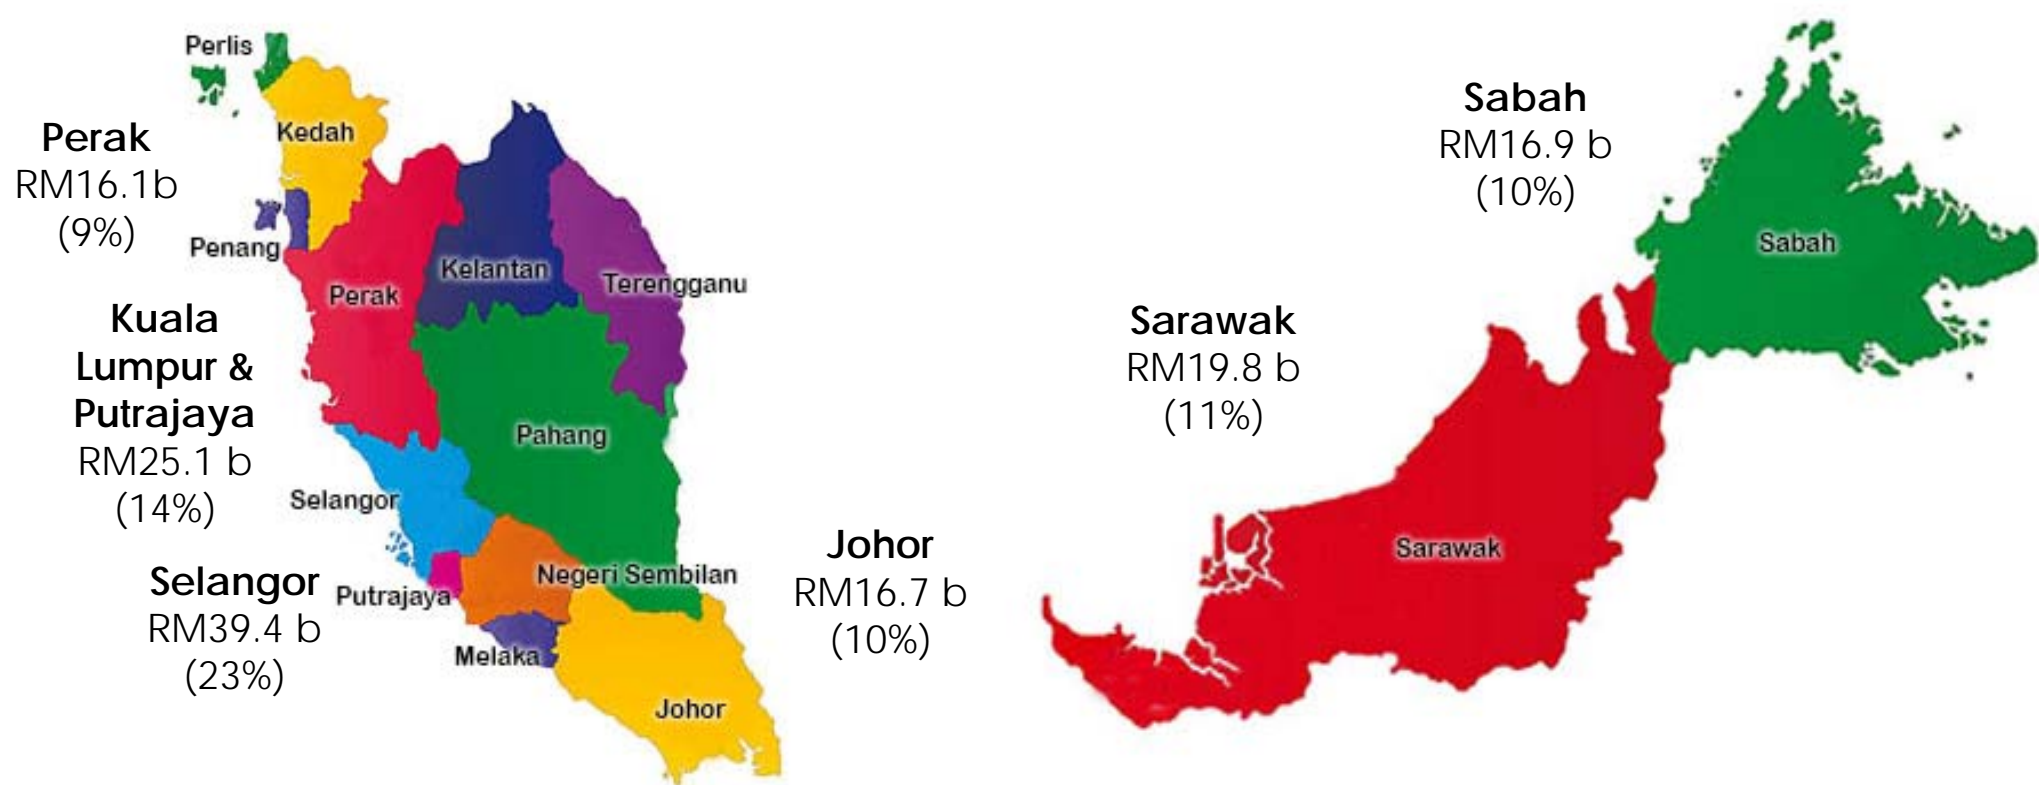 Perlis
Kedah
Perak
RM16.1b
(9%)
Penang
Perak
Kelantan
Terengganu
Kuala
Lumpur &
Putrajaya
RM25.1 b
(14%)
Pahang
Selangor
Selangor
RM39.4 b
(23%)
Putrajaya
Negeri Sembilan
Melaka
Johor
Johor
RM16.7 b
(10%)
Sabah
RM16.9 b
(10%)
Sabah
Sarawak
RM19.8 b
(11%)
Sarawak